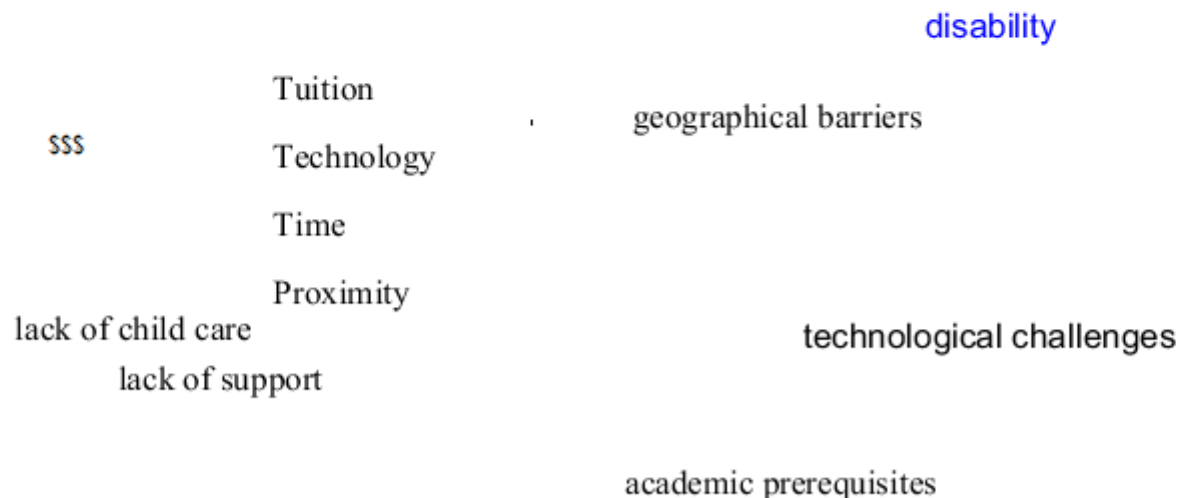 disability
Tuition
geographical barriers
$$$
Technology
Time
Proximity
lack of child care
technological challenges
lack of support
academic prerequisites